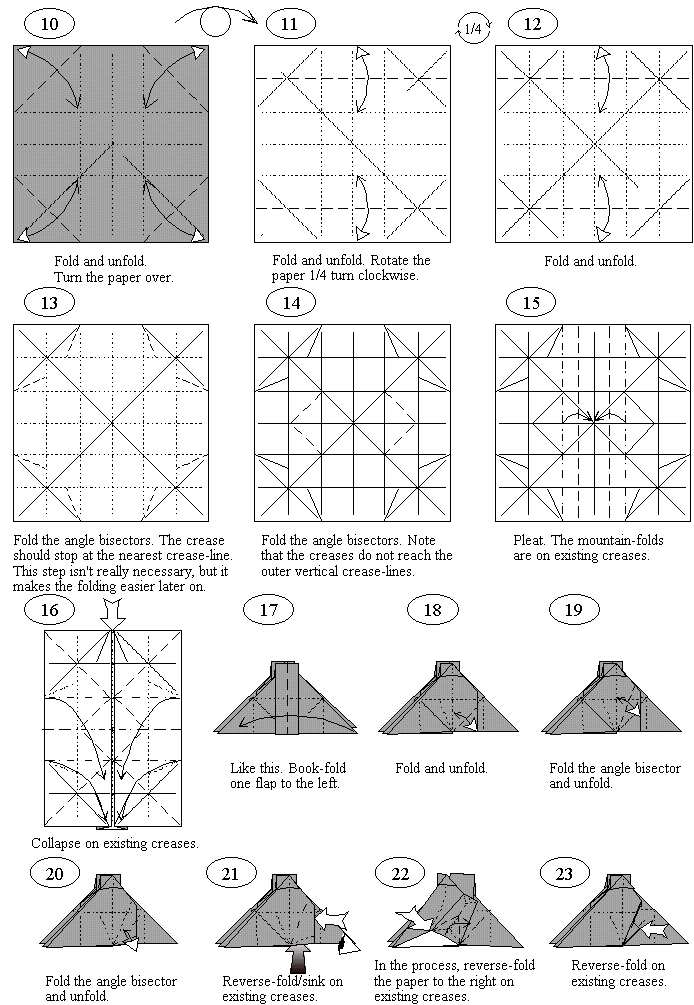 10
11
1/4
12
Fold and unfold.
Turn the paper over.
Fold and unfold. Rotate the
paper 1/4 turn clockwise.
Fold and unfold.
13
14
15
Fold the angle bisectors. The crease
should stop at the nearest crease-line.
This step isn't really necessary, but it
makes the folding easier later on.
Fold the angle bisectors. Note
that the creases do not reach the
outer vertical crease-lines.
Pleat. The mountain-folds
are on existing creases.
16
17
18
19
Like this. Book-fold
one flap to the left.
Fold and unfold.
Fold the angle bisector
and unfold.
Collapse on existing creases.
20
21
22
23
Fold the angle bisector
and unfold.
Reverse-fold/sink on
existing creases.
In the process, reverse-fold
the paper to the right on
existing creases.
Reverse-fold on
existing creases.